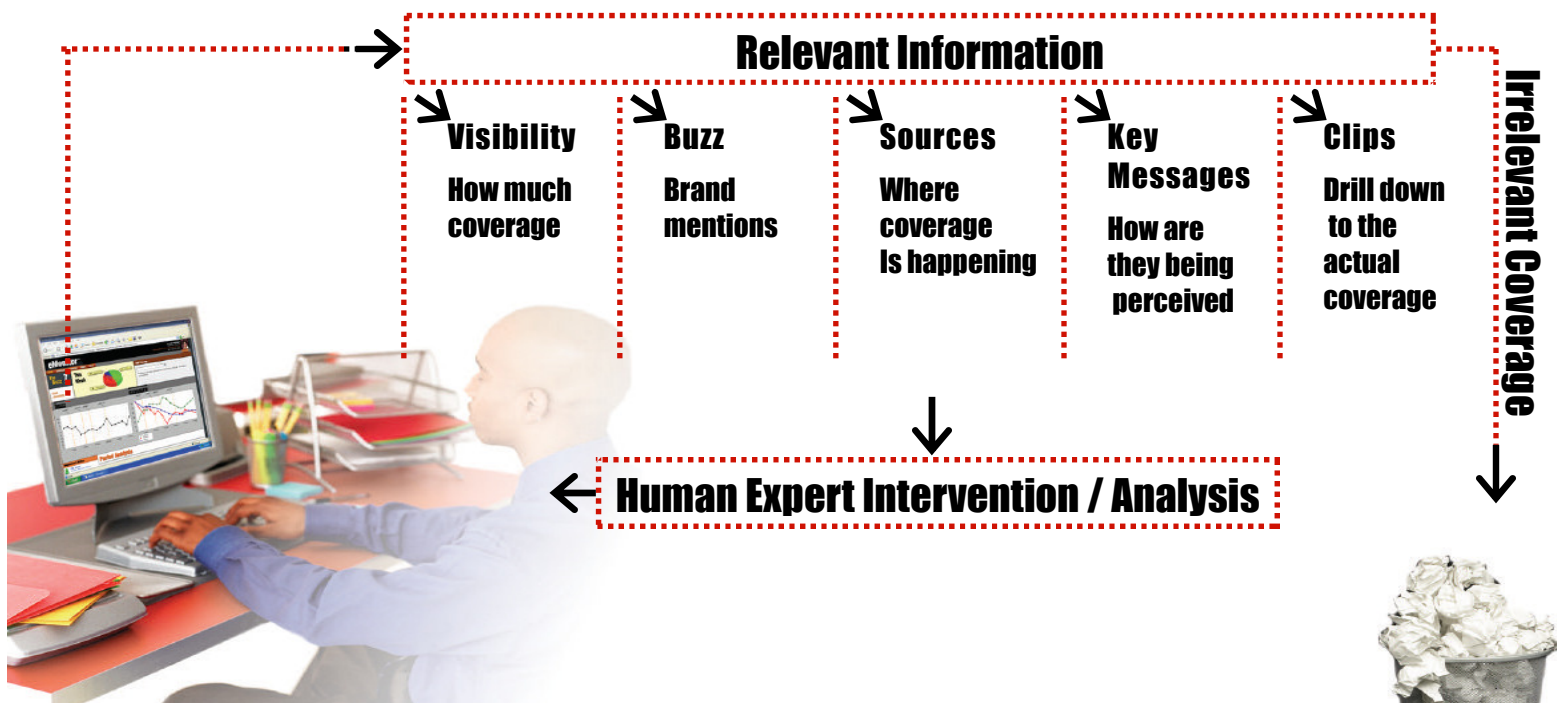 Relevant Information
Visibility
How much
coverage
Buzz
Brand
mentions
Sources
Where
coverage
Is happening
Key
Messages
How are
they being
perceived
Clips
Drill down
to the
actual
coverage
Irrelevant Coverage
Human Expert Intervention / Analysis